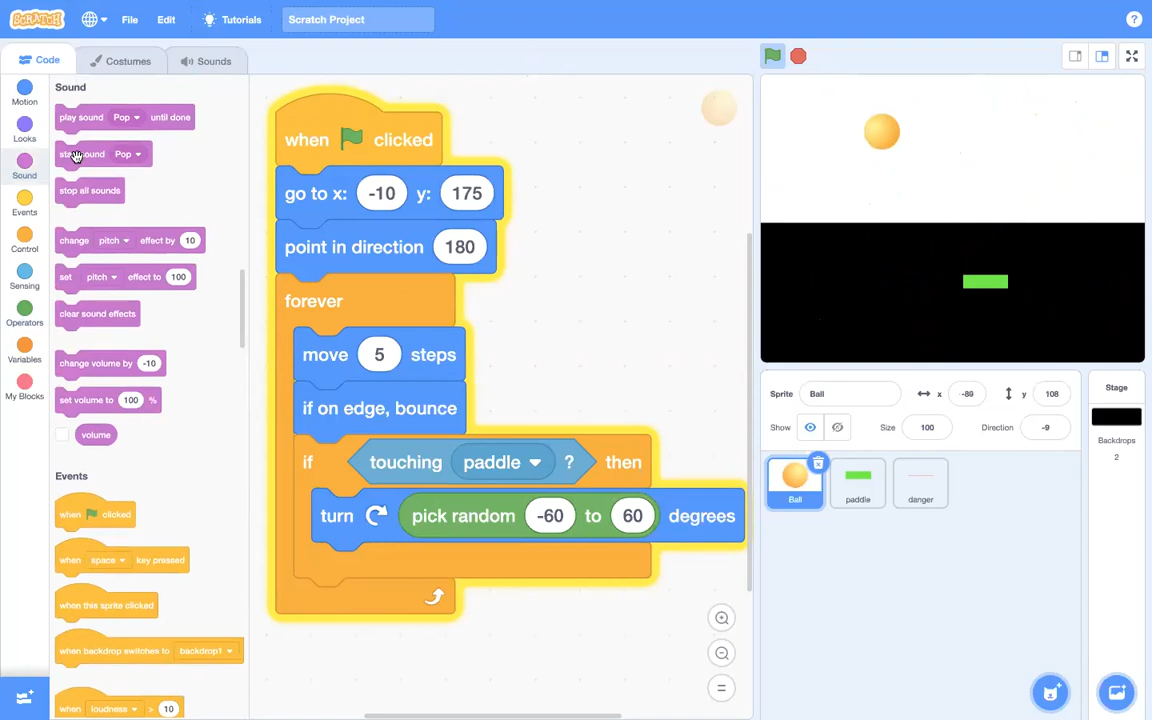 SCRATCH File Edit Tutorials Scratch Project ?
Code Costumes Sounds
Motion
Looks
Sound
Events
Control
Sensing
Operators
Variables
My Blocks
Sound
play sound Pop until done
sound Pop
stop all sounds
change pitch effect by 10
set pitch effect to 100
clear sound effects
change volume by -10
set volume to 100 %
volume
Events
when clicked
when space key pressed
when this sprite clicked
when backdrop switches to backdrop1
when loudness > 10
when clicked
go to x: -10 y: 175
point in direction 180
forever
move 5 steps
if on edge, bounce
if touching paddle ? then
turn pick random -60 to 60 degrees
Sprite Ball x -89 y 108
Show Size 100 Direction -9
Ball
paddle
danger
Stage
Backdrops
2